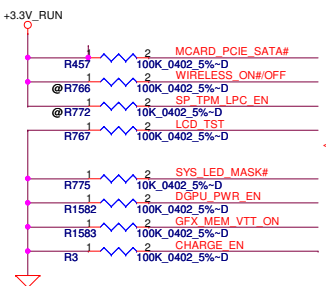 +3.3V_RUN
1 2 MCARD_PCIE_SATA#
R457 100K_0402_5%~D
1 2 WIRELESS_ON#/OFF
@R766 100K_0402_5%~D
1 2 SP_TPM_LPC_EN
@R772 10K_0402_5%~D
1 2 LCD_TST
R767 100K_0402_5%~D
1 2 SYS_LED_MASK#
R775 10K_0402_5%~D
1 2 DGPU_PWR_EN
R1582 100K_0402_5%~D
1 2 GFX_MEM_VTT_ON
R1583 100K_0402_5%~D
1 2 CHARGE_EN
R3 100K_0402_5%~D